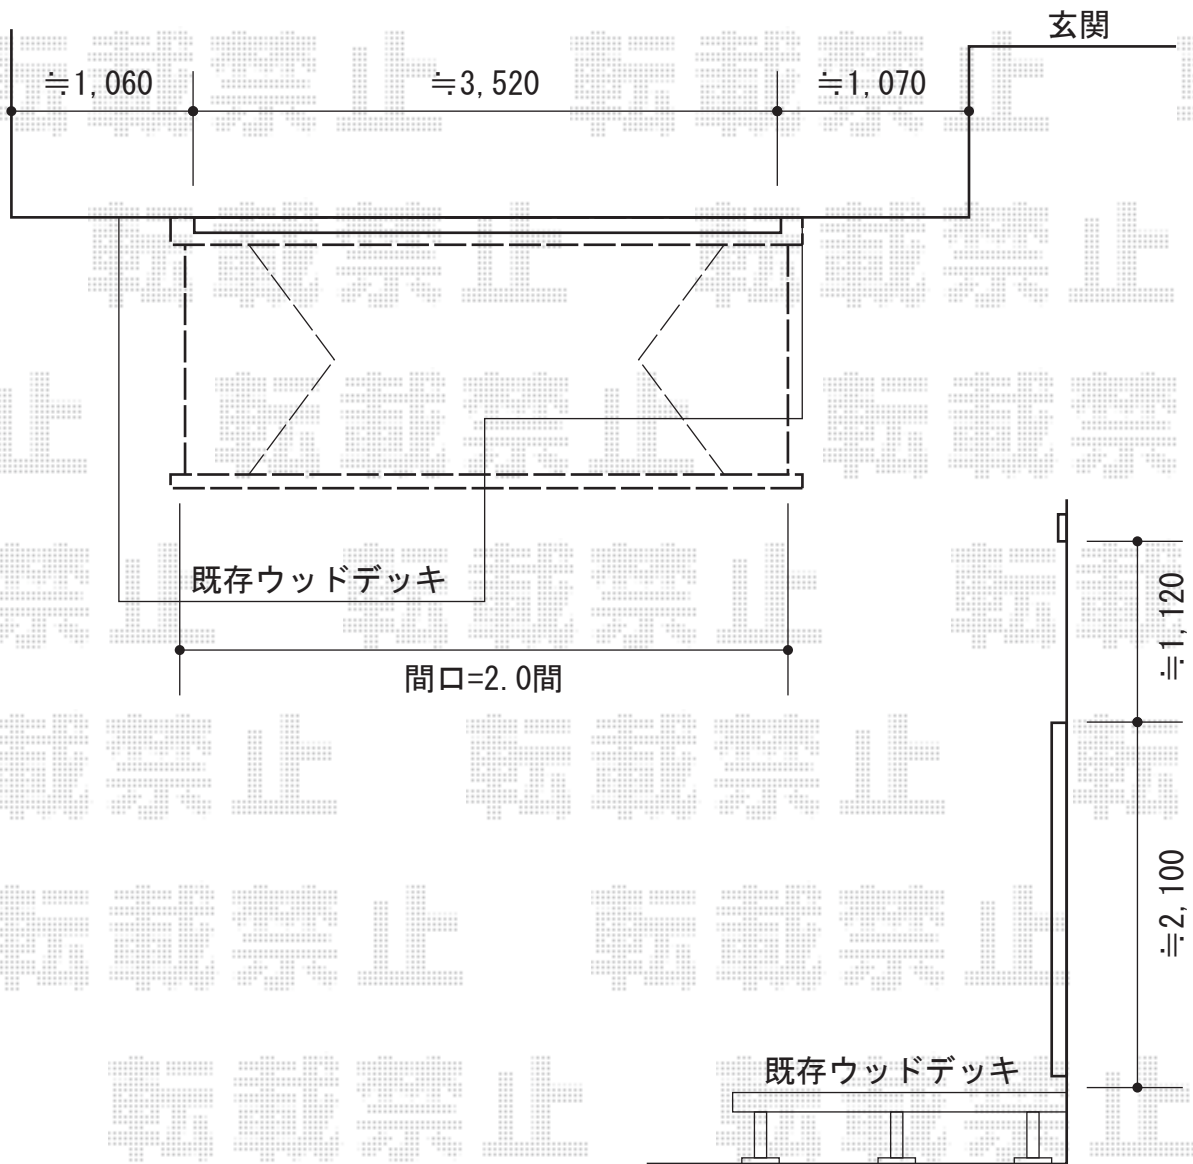 玄関
≒1,060
≒3,520
≒1,070
既存ウッドデッキ
間口=2.0間
≒1,120
≒2,100
既存ウッドデッキ
転載禁止